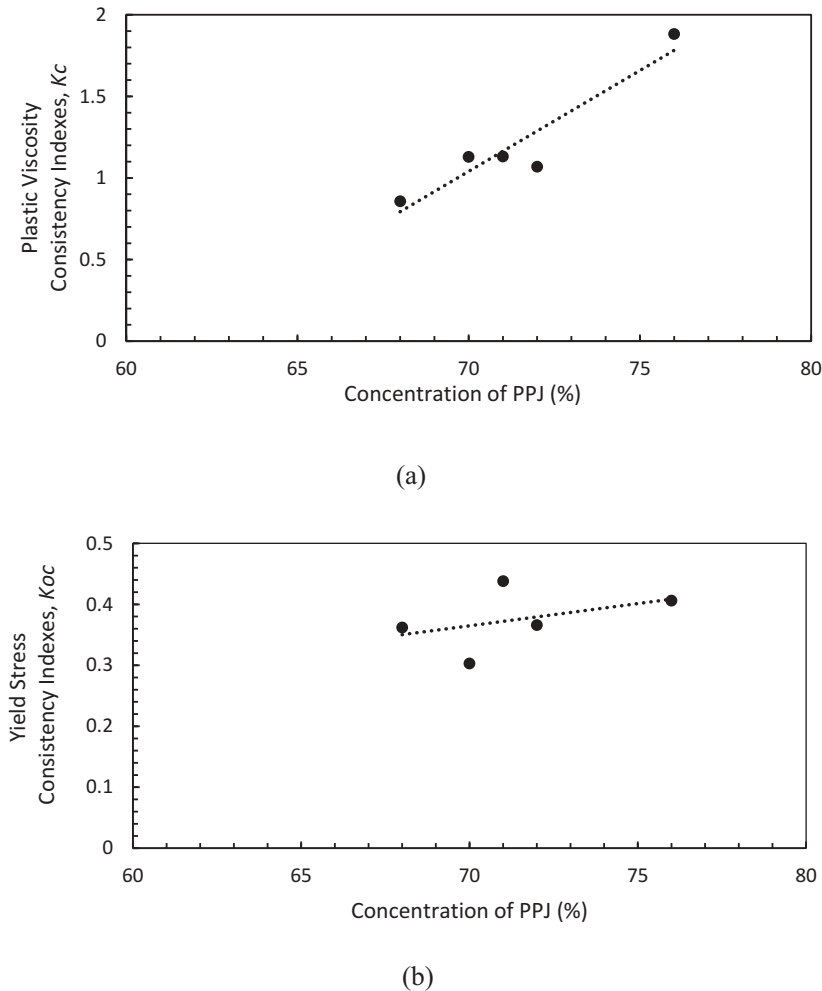 2
1.5
1
0.5
0
Plastic Viscosity
Consistency Indexes, Kc
60 65 70 75 80
Concentration of PPJ (%)
(a)
0.5
0.4
0.3
0.2
0.1
0
Yield Stress
Consistency Indexes, Koc
60 65 70 75 80
Concentration of PPJ (%)
(b)